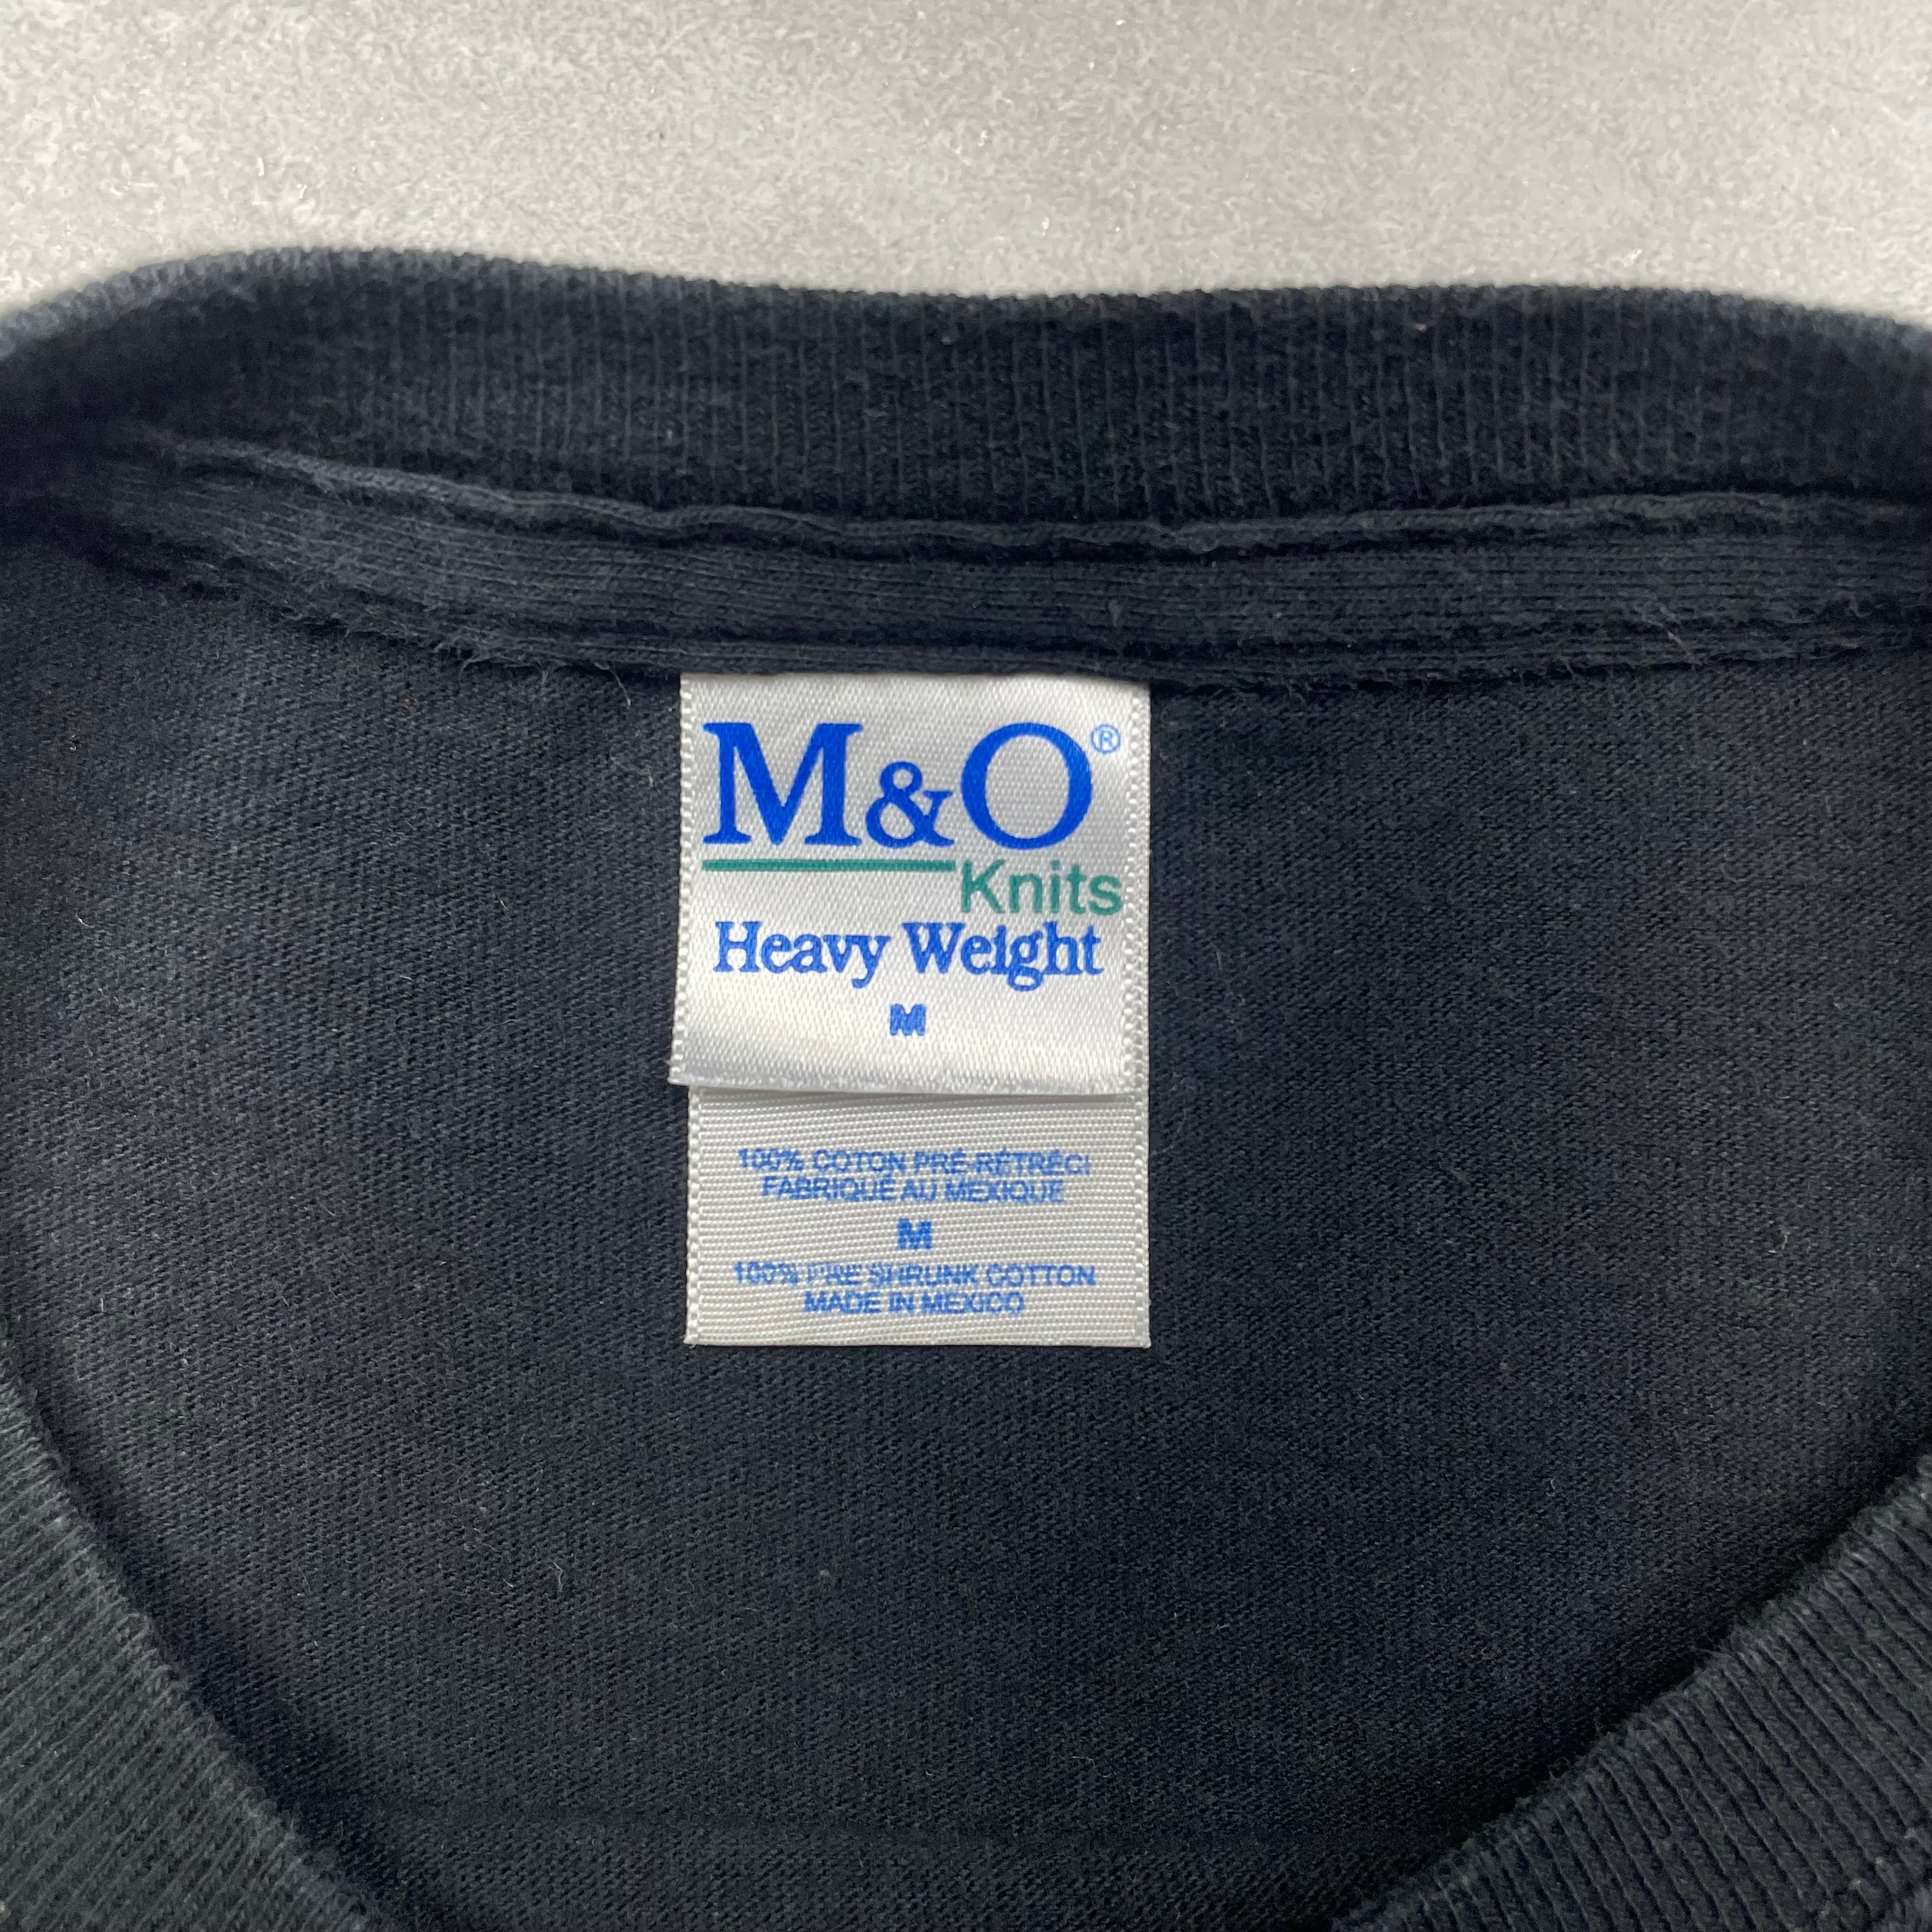 M&O®
Knits
Heavy Weight
M
100% COTON PRÉ-RÉTRÉCI
FABRIQUÉ AU MEXIQUE
M
100% PRE SHRUNK COTTON
MADE IN MEXICO